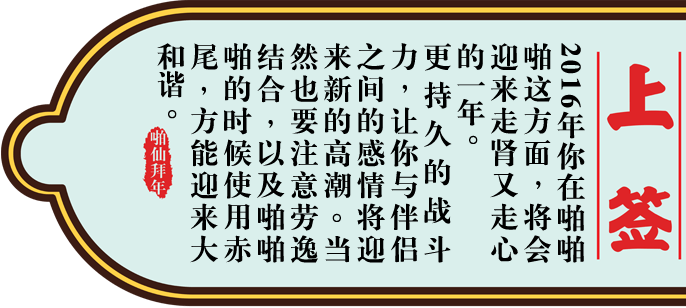 上签
2016年你在啪啪
啪这方面，将会
迎来走肾又走心
的一年。
更持久的战斗
力，让你与伴侣
之间的感情将迎
来新的高潮。当
然也要注意劳逸
结合，以及啪啪
啪的时候使用赤
尾，方能迎来大
和谐。
啪仙拜年